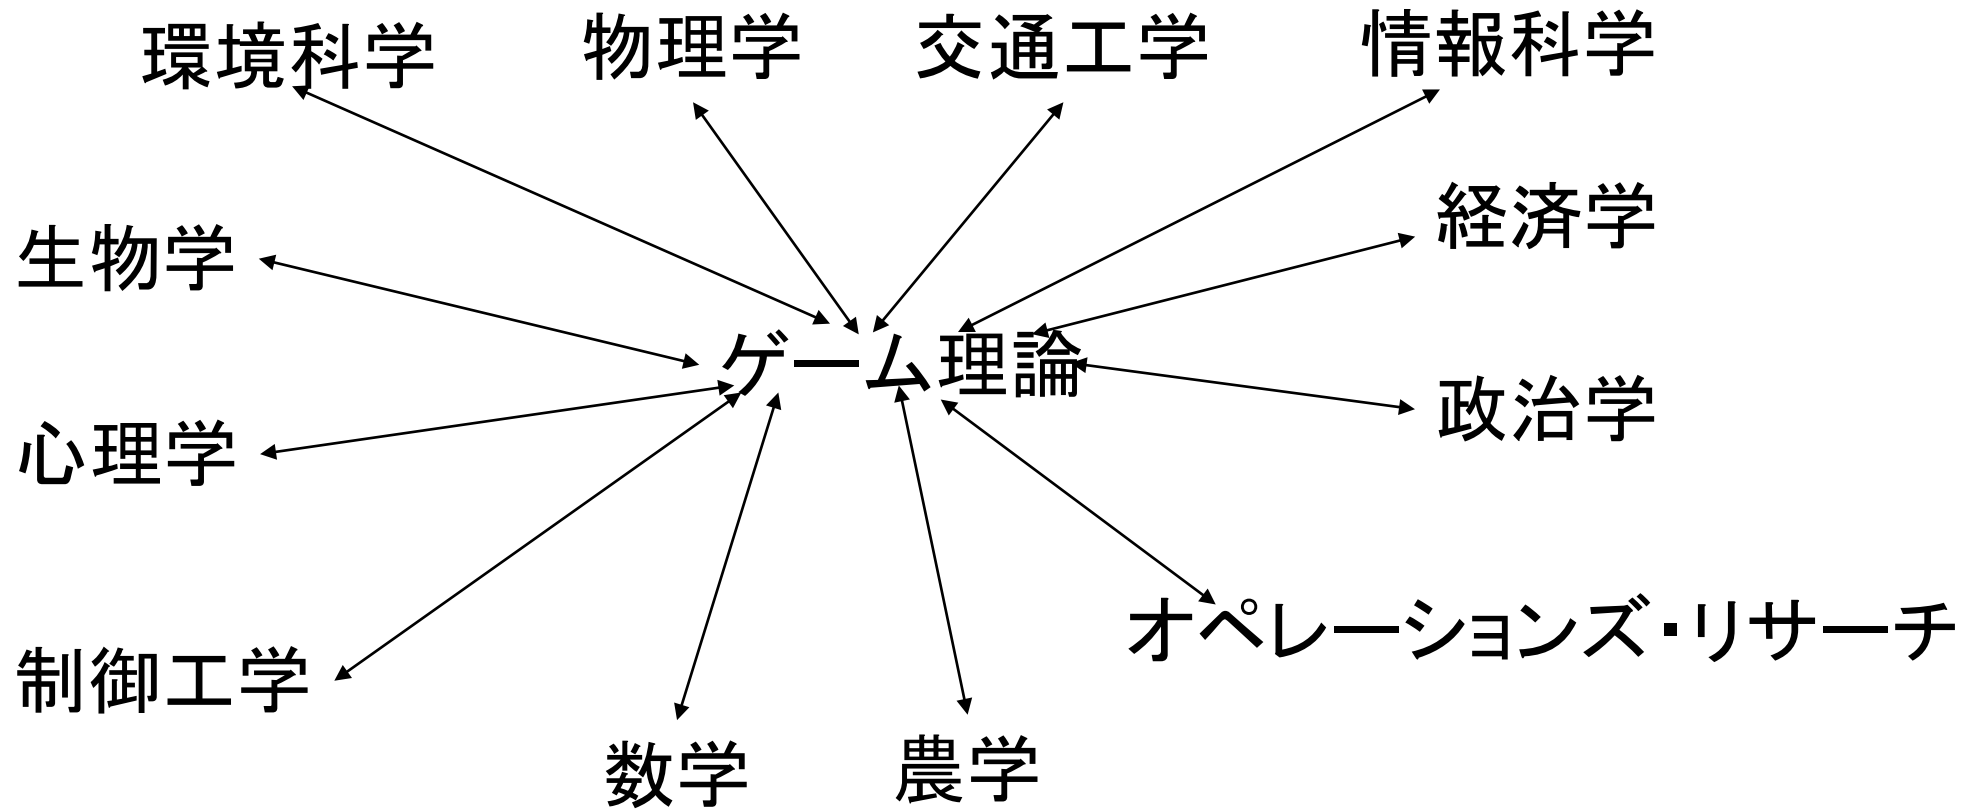 環境科学
物理学
交通工学
情報科学
経済学
生物学
ゲーム理論
政治学
心理学
オペレーションズ・リサーチ
制御工学
数学
農学